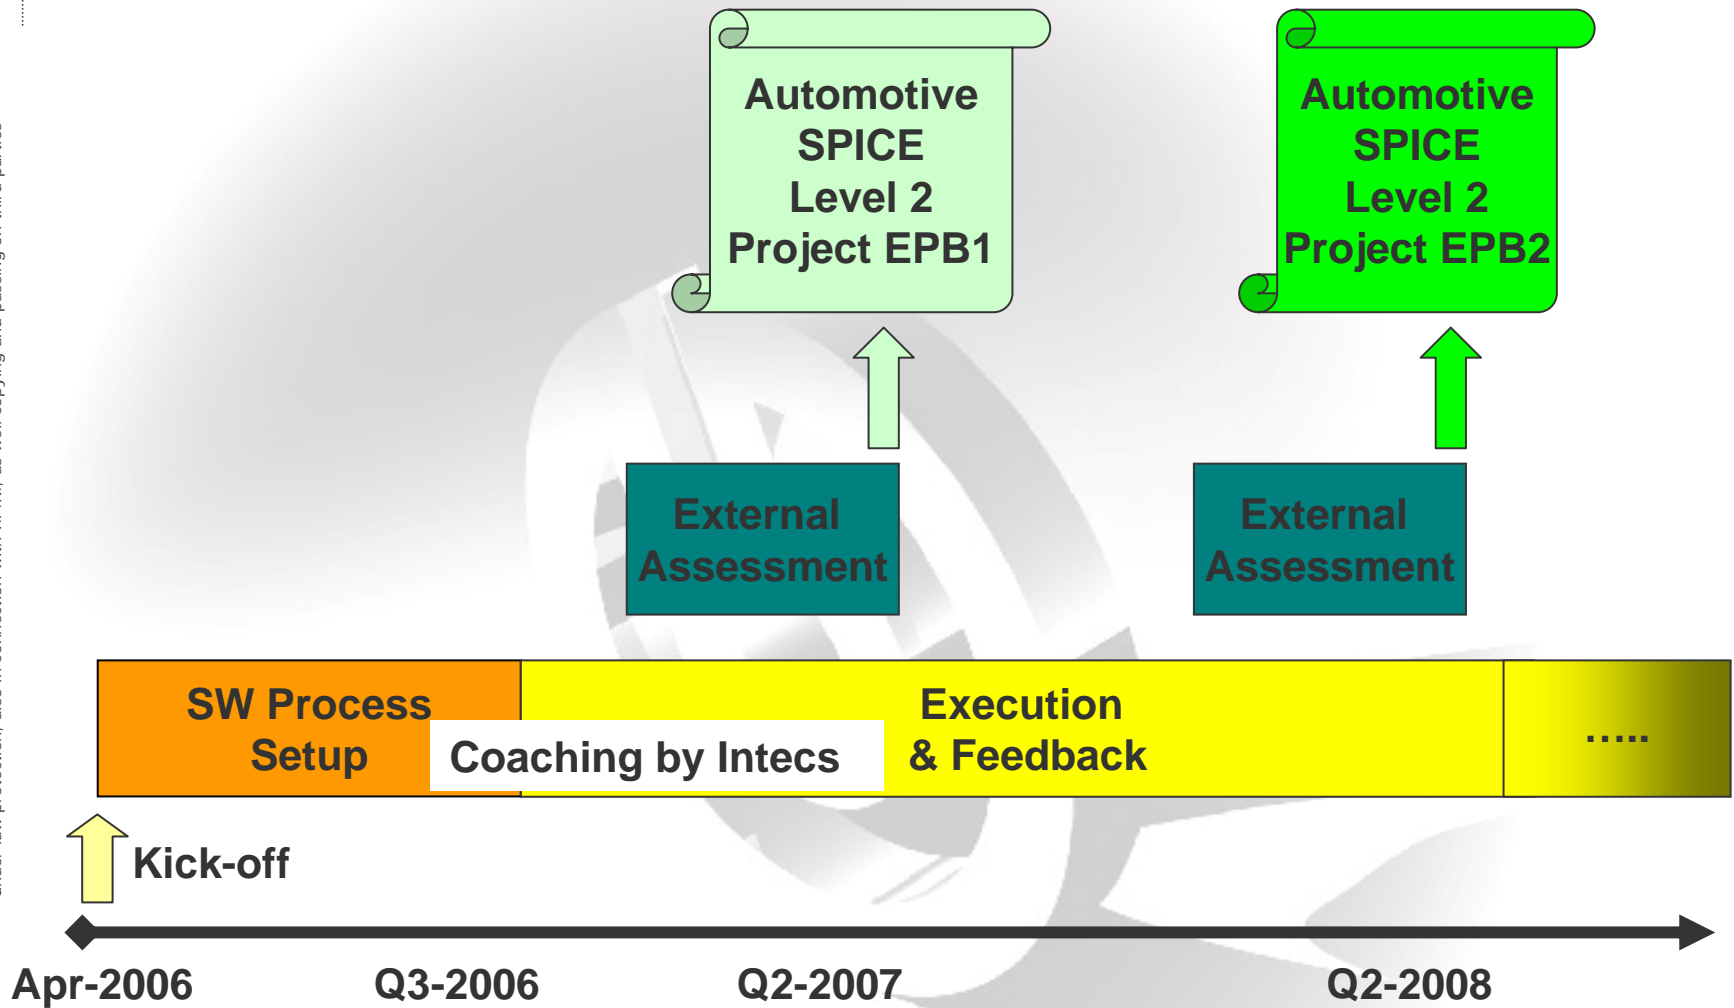 Automotive
SPICE
Level 2
Project EPB1
Automotive
SPICE
Level 2
Project EPB2
External
Assessment
External
Assessment
SW Process
Setup
Coaching by Intecs
Execution
& Feedback
.....
Kick-off
Apr-2006
Q3-2006
Q2-2007
Q2-2008